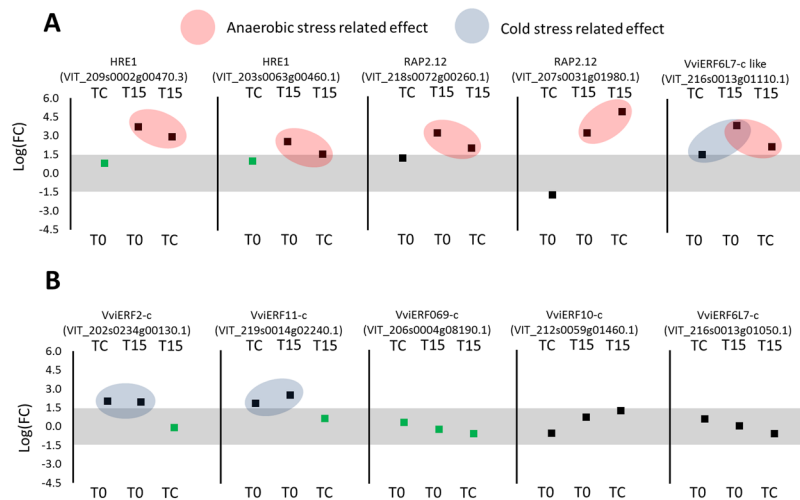 A
Anaerobic stress related effect
Cold stress related effect
HRE1
(VIT_209s0002g00470.3)
HRE1
(VIT_203s0063g00460.1)
RAP2.12
(VIT_218s0072g00260.1)
RAP2.12
(VIT_207s0031g01980.1)
VviERF6L7-c like
(VIT_216s0013g01110.1)
TC T15 T15
TC T15 T15
TC T15 T15
TC T15 T15
TC T15 T15
Log(FC)
6.0
4.5
3.0
1.5
0.0
-1.5
-3.0
-4.5
T0 T0 TC
T0 T0 TC
T0 T0 TC
T0 T0 TC
T0 T0 TC
B
VviERF2-c
(VIT_202s0234g00130.1)
VviERF11-c
(VIT_219s0014g02240.1)
VviERF069-c
(VIT_206s0004g08190.1)
VviERF10-c
(VIT_212s0059g01460.1)
VviERF6L7-c
(VIT_216s0013g01050.1)
TC T15 T15
TC T15 T15
TC T15 T15
TC T15 T15
TC T15 T15
Log(FC)
6.0
4.5
3.0
1.5
0.0
-1.5
-3.0
-4.5
T0 T0 TC
T0 T0 TC
T0 T0 TC
T0 T0 TC
T0 T0 TC